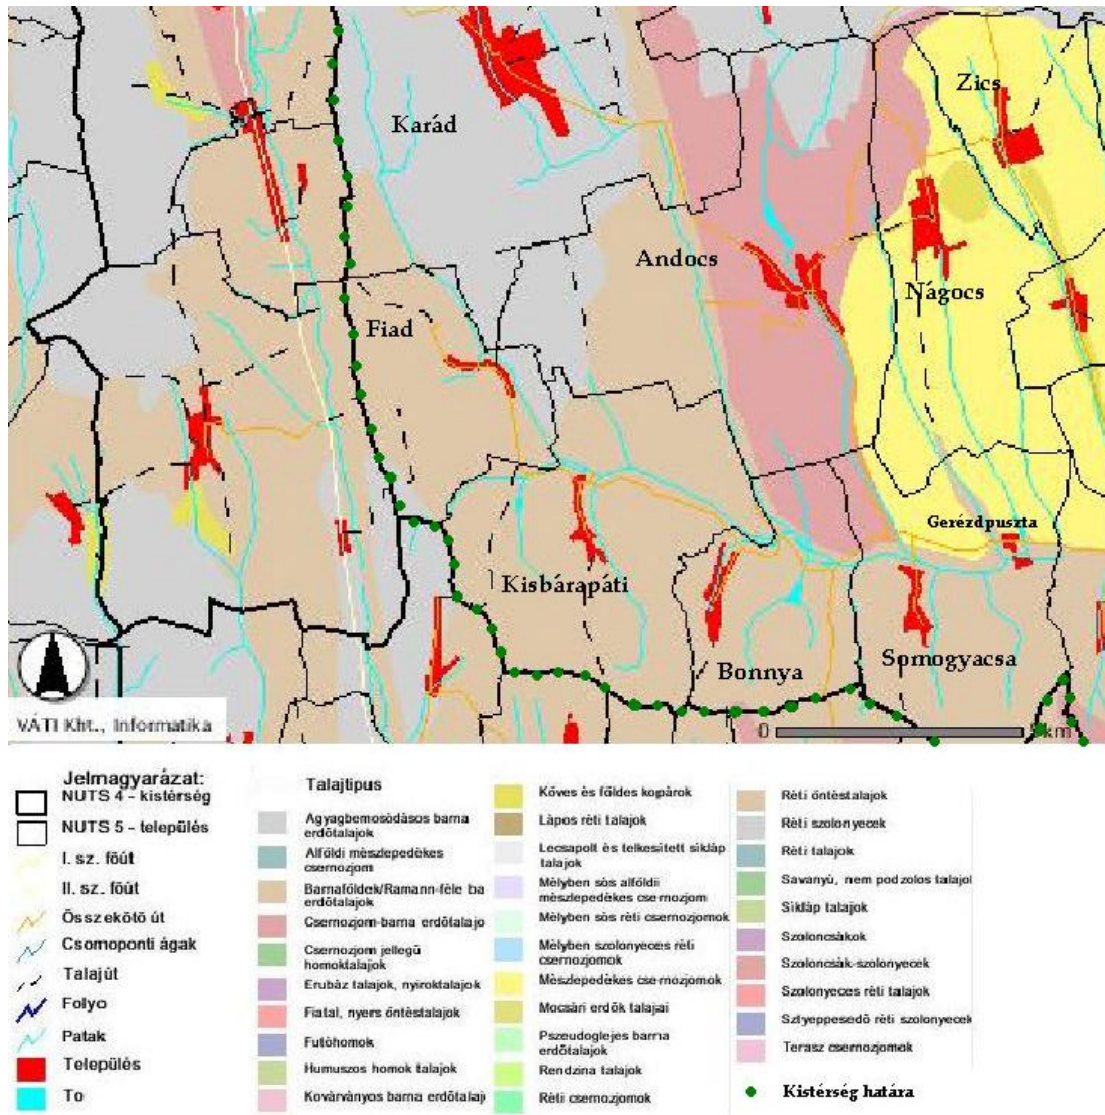 Zics
Karád
Andocs
Nágocs
Fiad
Gerézdpuszta
Kisbárapáti
Somogyacsa
Bonnya
VÁTI Kht., Informatika
0
km
Jelmagyarázat:
NUTS 4 - kistérség
NUTS 5 - település
I. sz. főút
II. sz. főút
Összekötő út
Csomoponti ágak
Talajút
Folyo
Patak
Település
To
Talajtipus
Agyagbemosódásos barna
erdőtalajok
Alföldi mészlepedékes
csernozjom
Barnaföldek/Ramann-féle ba
erdőtalajok
Csernozjom-barna erdőtalajo
Csernozjom jellegű
homoktalajok
Erubáz talajok, nyiroktalajok
Fiatal, nyers öntéstalajok
Futóhomok
Humuszos homok talajok
Kovárványos barna erdőtalaj
Köves és földes kopárok
Lápos réti talajok
Lecsapolt és telkesített síkláp
talajok
Mélyben sós alföldii
mészlepedékes csernozjom
Mélyben sós réti csernozjomok
Mélyben szolonyeces réti
csernozjomok
Mészlepedékes csernozjomok
Mocsári erdők talajai
Pszeudoglejes barna
erdőtalajok
Rendzina talajok
Réti csernozjomok
Réti öntéstalajok
Réti szolonyecek
Réti talajok
Savanyú, nem podzolos talajol
Síkláp talajok
Szoloncsákok
Szoloncsák-szolonyecek
Szolonyeces réti talajok
Sztyeppesedő réti szolonyecek
Terasz csernozjomok
Kistérség határa